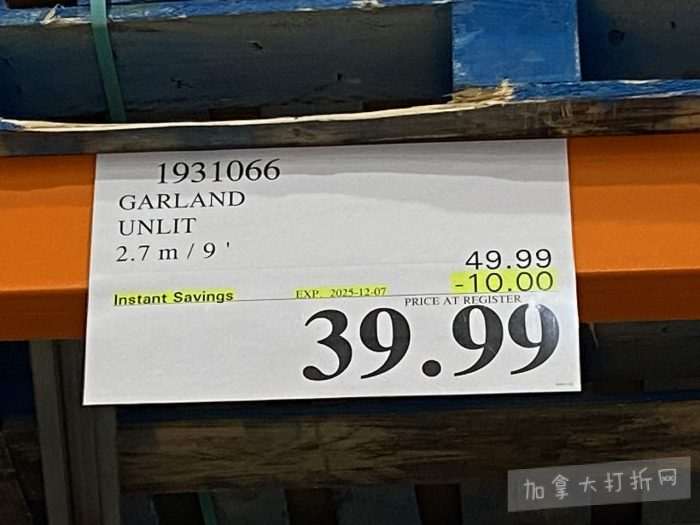 1931066
GARLAND
UNLIT
2.7 m / 9 '
49.99
Instant Savings EXP. 2025-12-07 -10.00
PRICE AT REGISTER
39.99
加拿大打折网